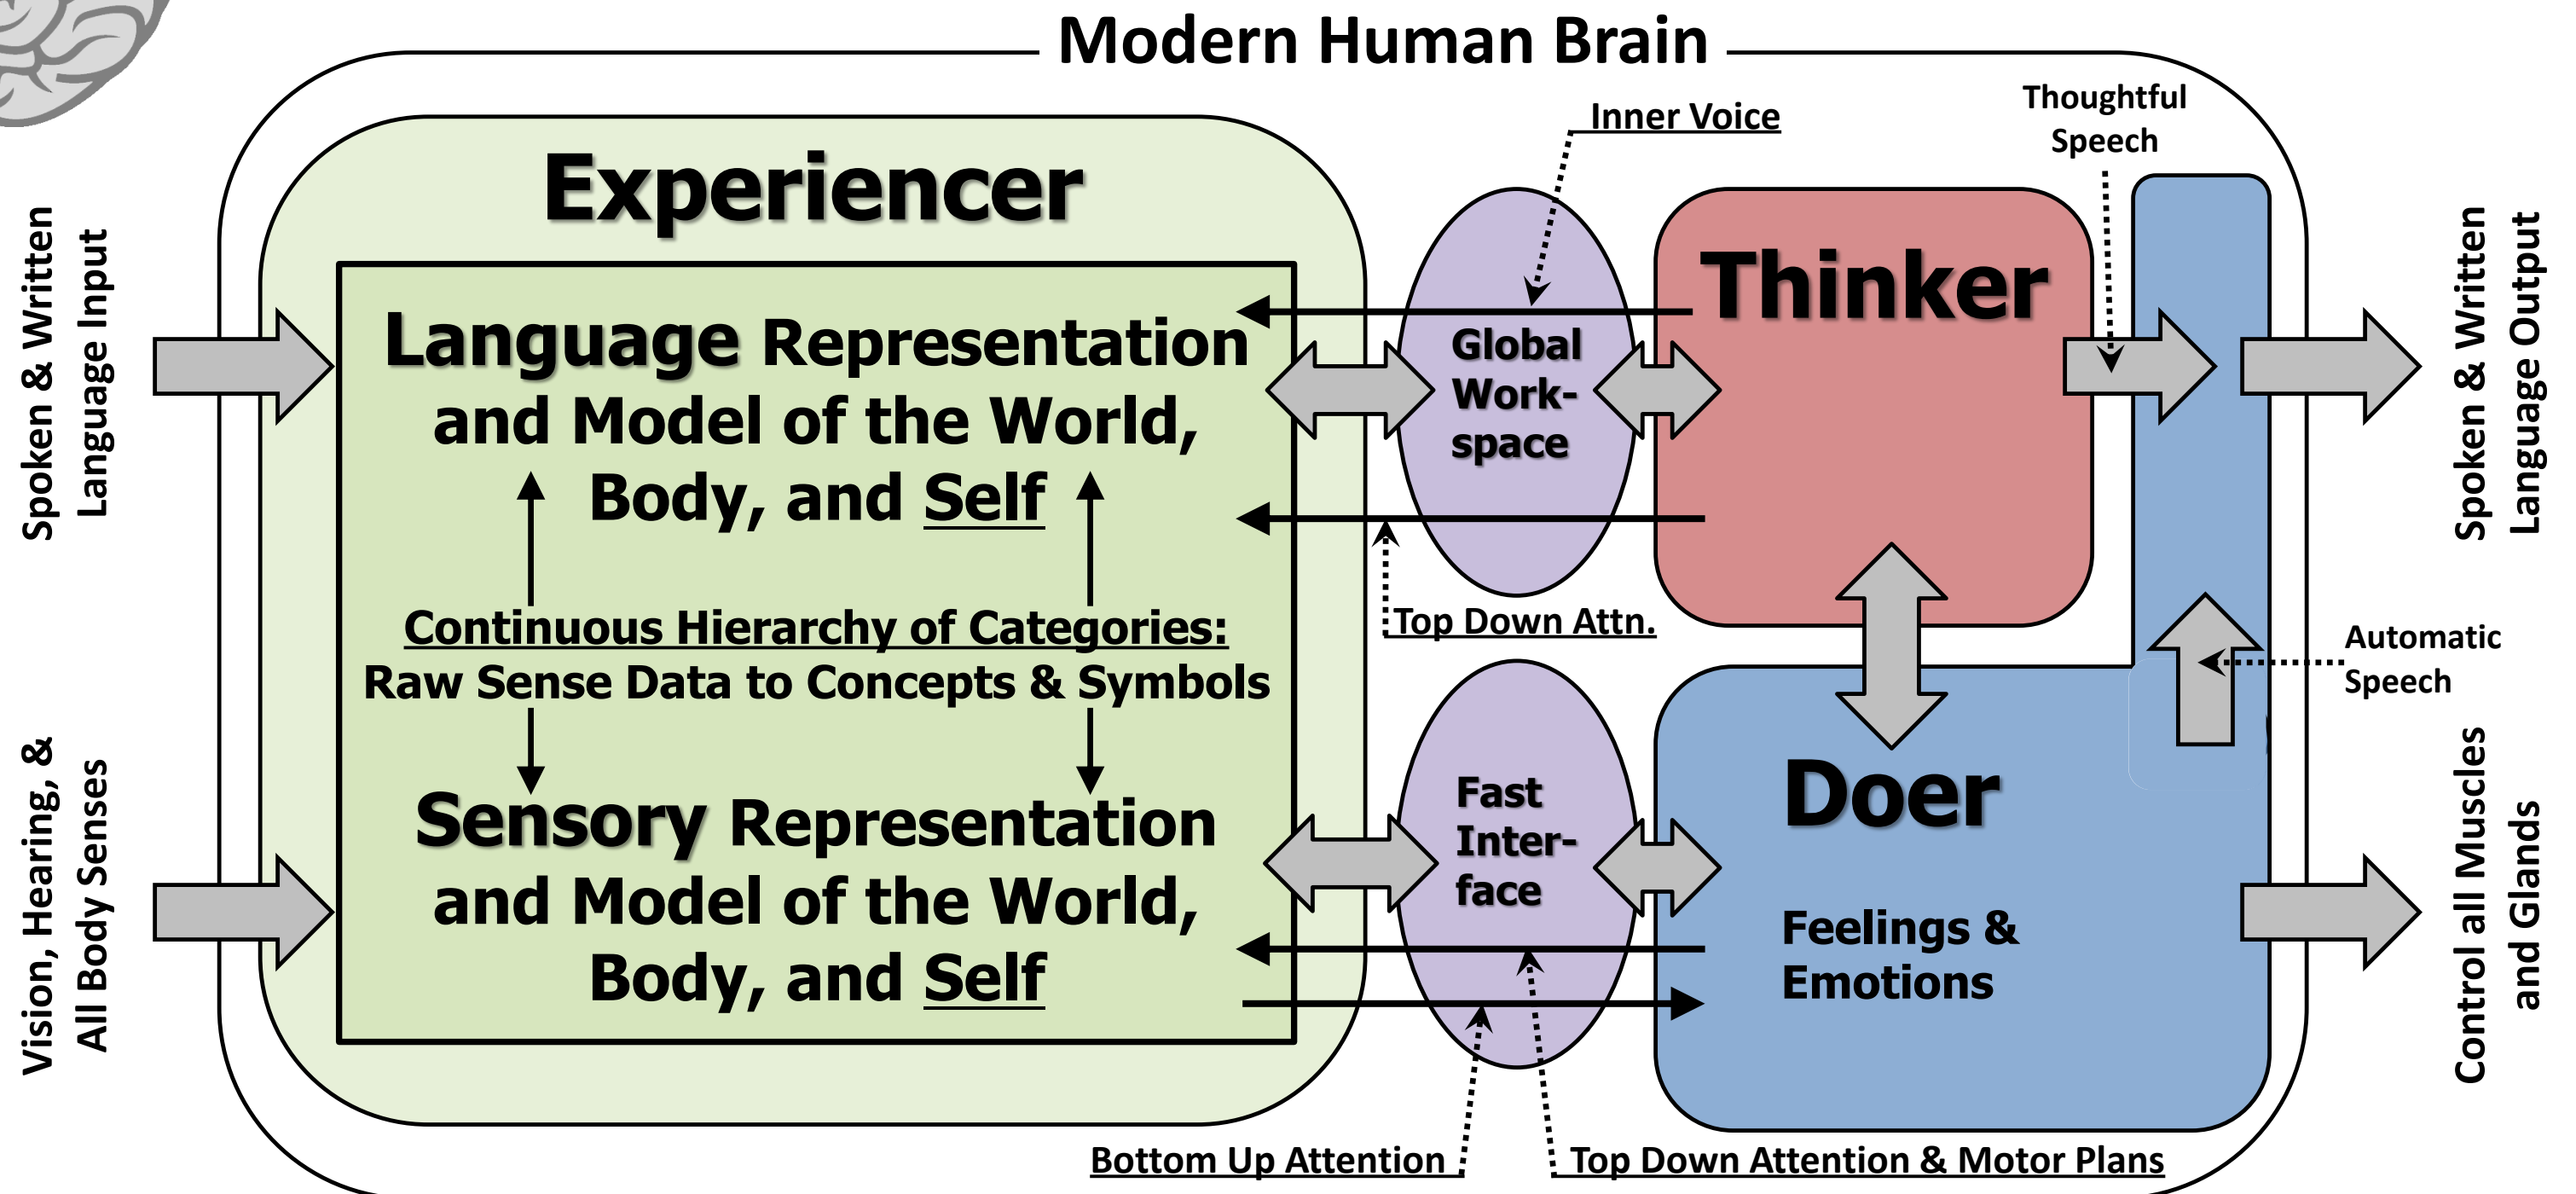 Modern Human Brain
Spoken & Written
Language Input
Vision, Hearing, &
All Body Senses
Experiencer
Language Representation
and Model of the World,
Body, and Self
Continuous Hierarchy of Categories:
Raw Sense Data to Concepts & Symbols
Sensory Representation
and Model of the World,
Body, and Self
Inner Voice
Global
Work-
space
Top Down Attn.
Fast
Inter-
face
Bottom Up Attention
Top Down Attention & Motor Plans
Thinker
Thoughtful
Speech
Doer
Feelings &
Emotions
Automatic
Speech
Spoken & Written
Language Output
Control all Muscles
and Glands